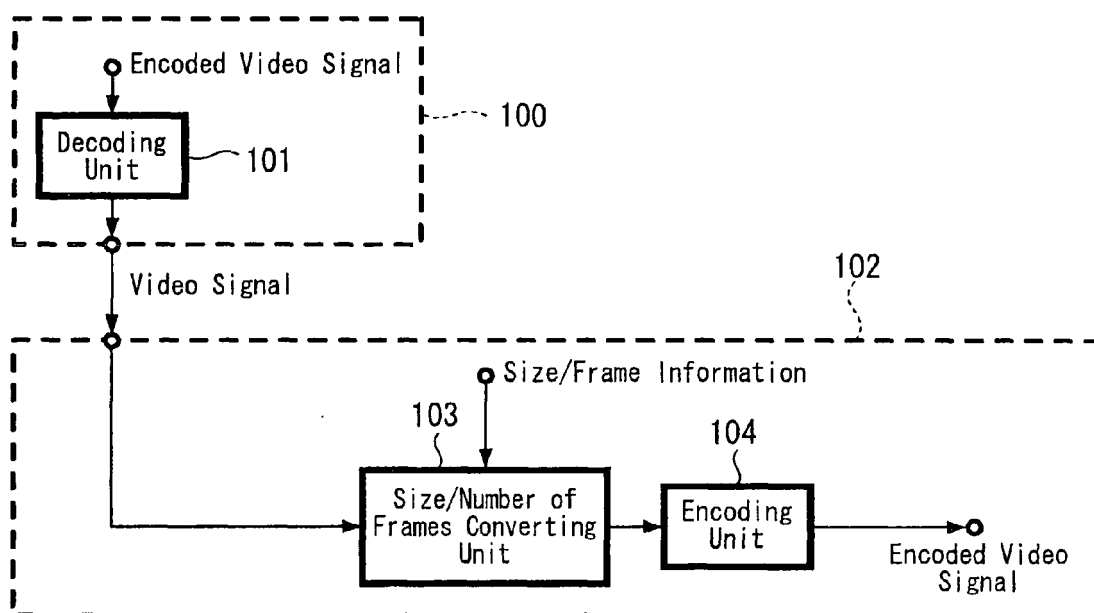 Encoded Video Signal
Decoding
Unit
101
100
Video Signal
102
Size/Frame Information
103
Size/Number of
Frames Converting
Unit
104
Encoding
Unit
Encoded Video
Signal